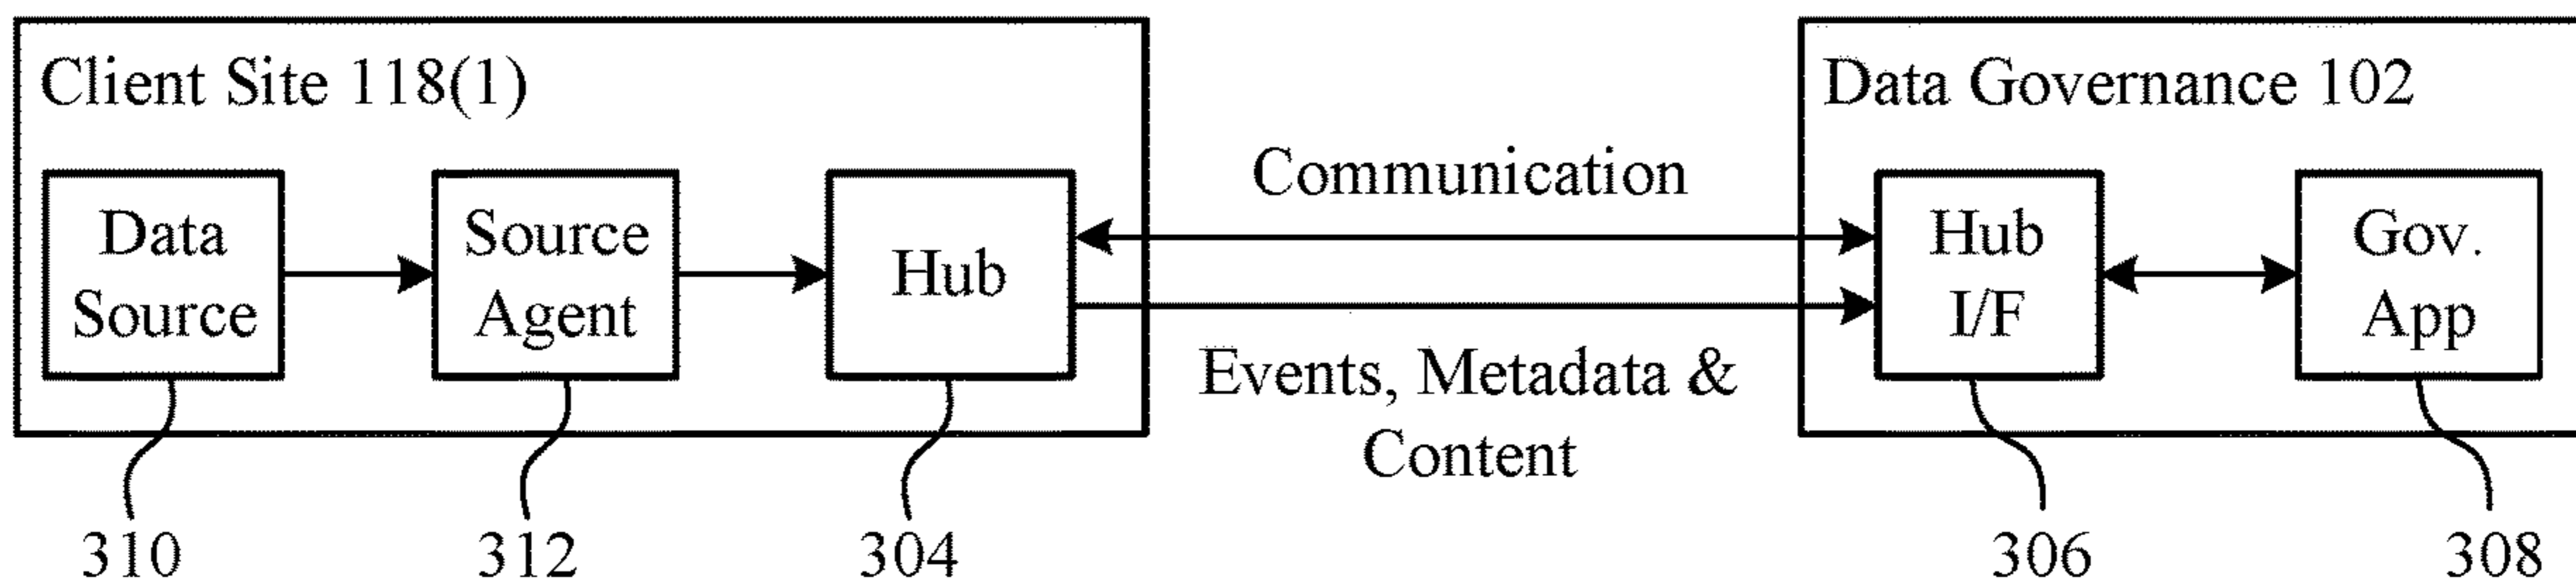 Client Site 118(1)
Data
Source
Source
Agent
Hub
Communication
Events, Metadata &
Content
Data Governance 102
Hub
I/F
Gov.
App
310
312
304
306
308